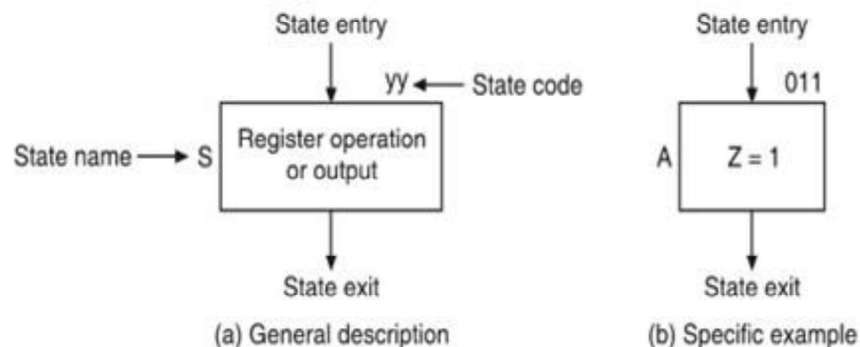 State entry
yy
State code
State name
S
Register operation
or output
State exit
(a) General description
State entry
011
A
Z = 1
State exit
(b) Specific example